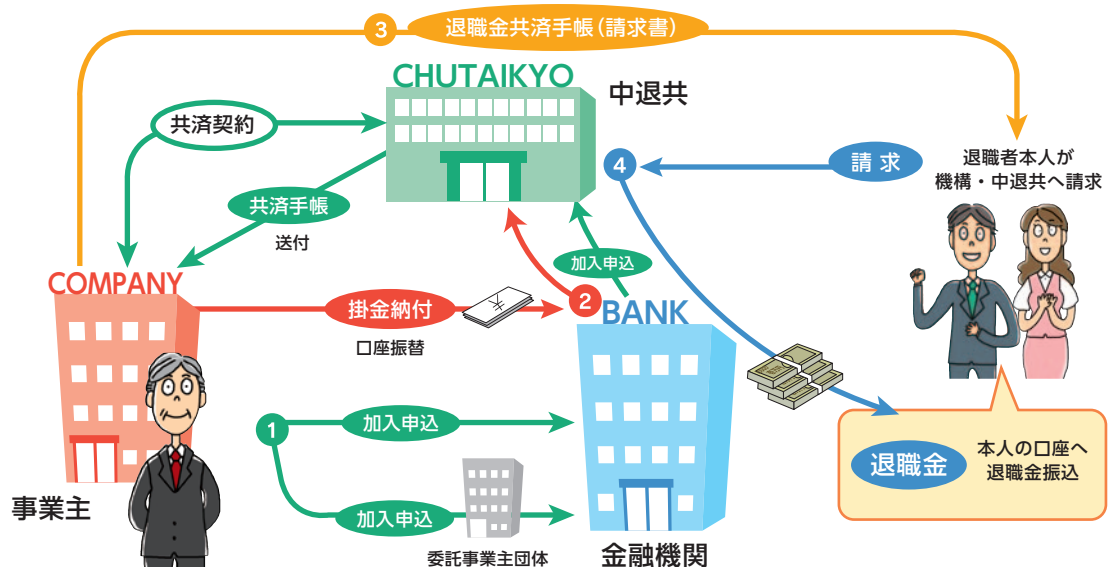 3 退職金共済手帳(請求書)
CHUTAIKYO
中退共
共済契約
4
請求
退職者本人が
機構・中退共へ請求
共済手帳
送付
加入申込
COMPANY
掛金納付
¥
2
BANK
口座振替
1
加入申込
退職金
本人の口座へ
退職金振込
事業主
加入申込
委託事業主団体
金融機関